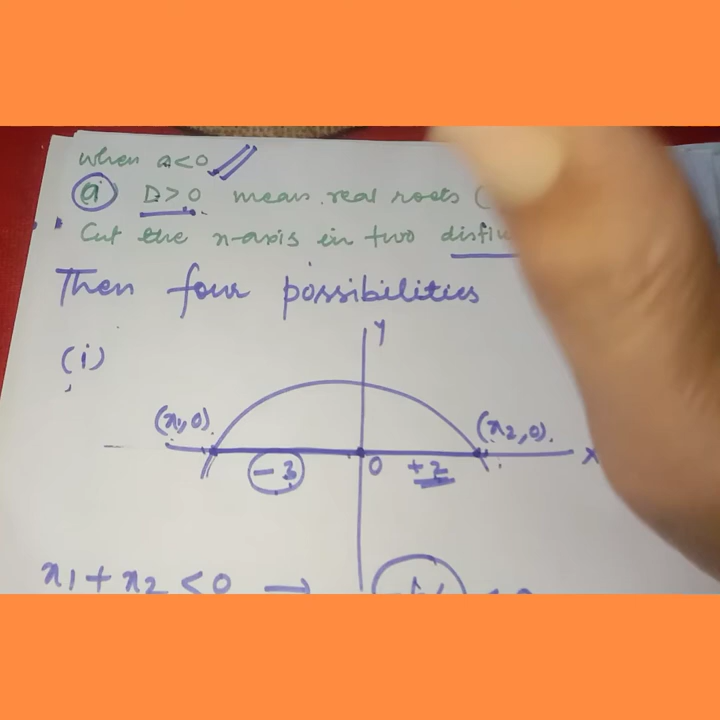 when a<0
(a) D>0 means real roots (
Cut the x-axis in two
Then four possibilities
(i)
y
(x1,0) (x2,0)
-3 0 +2 x
x1+x2 <0 →